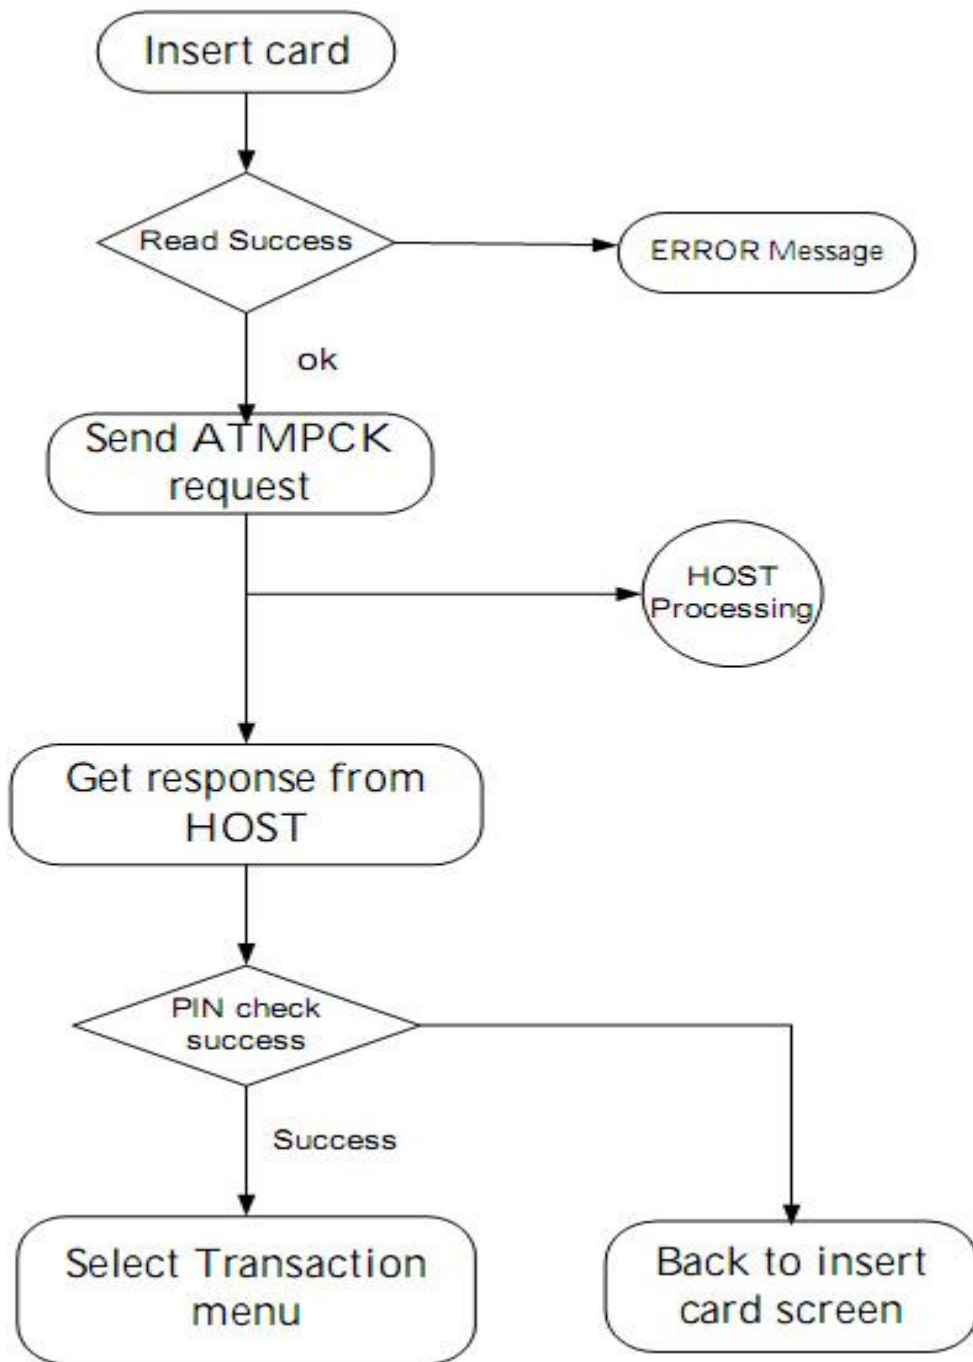 Insert card
Read Success
ERROR Message
ok
Send ATMPCK
request
HOST
Processing
Get response from
HOST
PIN check
success
Success
Select Transaction
menu
Back to insert
card screen